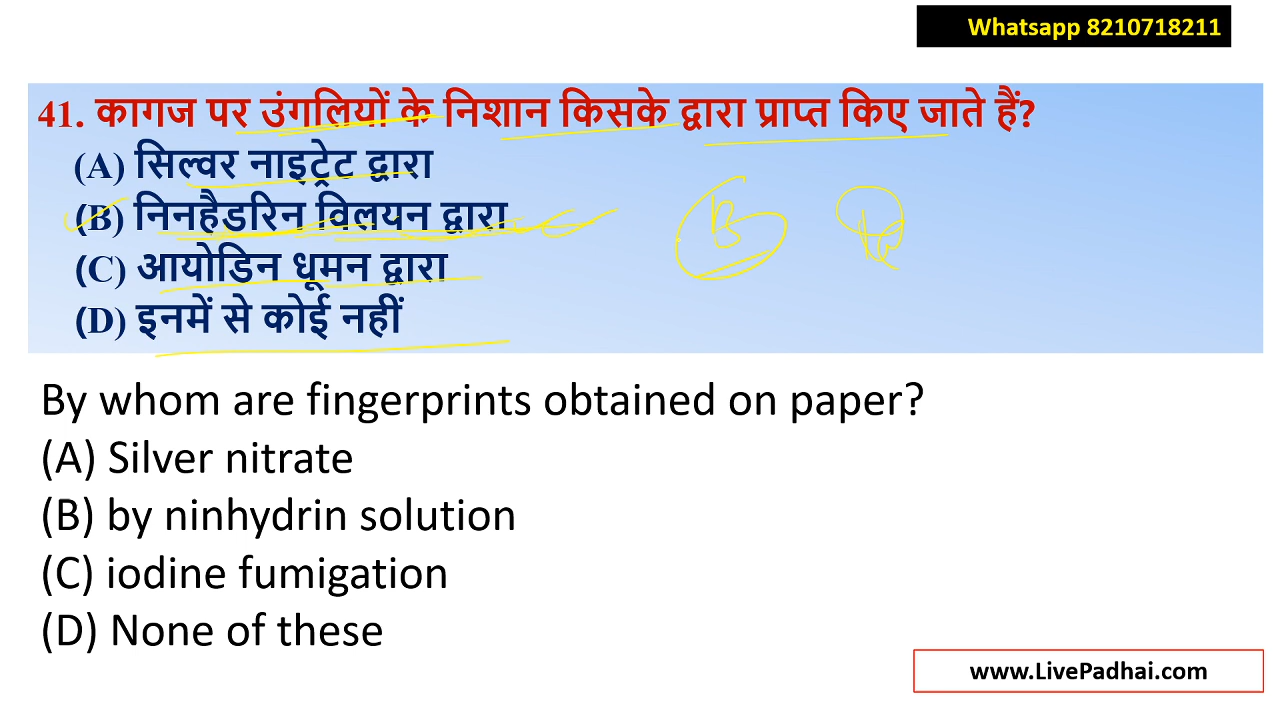 Whatsapp 8210718211
41. कागज पर उंगलियों के निशान किसके द्वारा प्राप्त किए जाते हैं?
(A) सिल्वर नाइट्रेट द्वारा
(B) निनहैडरिन विलयन द्वारा
(C) आयोडिन धूमन द्वारा
(D) इनमें से कोई नहीं
B
By whom are fingerprints obtained on paper?
(A) Silver nitrate
(B) by ninhydrin solution
(C) iodine fumigation
(D) None of these
www.LivePadhai.com